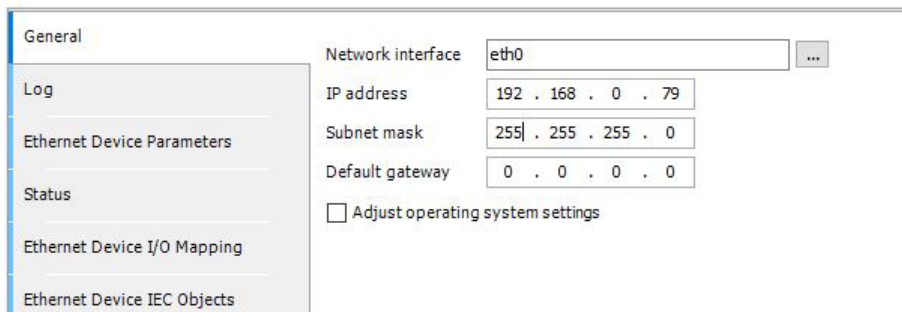 General
Log
Ethernet Device Parameters
Status
Ethernet Device I/O Mapping
Ethernet Device IEC Objects
Network interface eth0 ...
IP address 192 . 168 . 0 . 79
Subnet mask 255 . 255 . 255 . 0
Default gateway 0 . 0 . 0 . 0
Adjust operating system settings